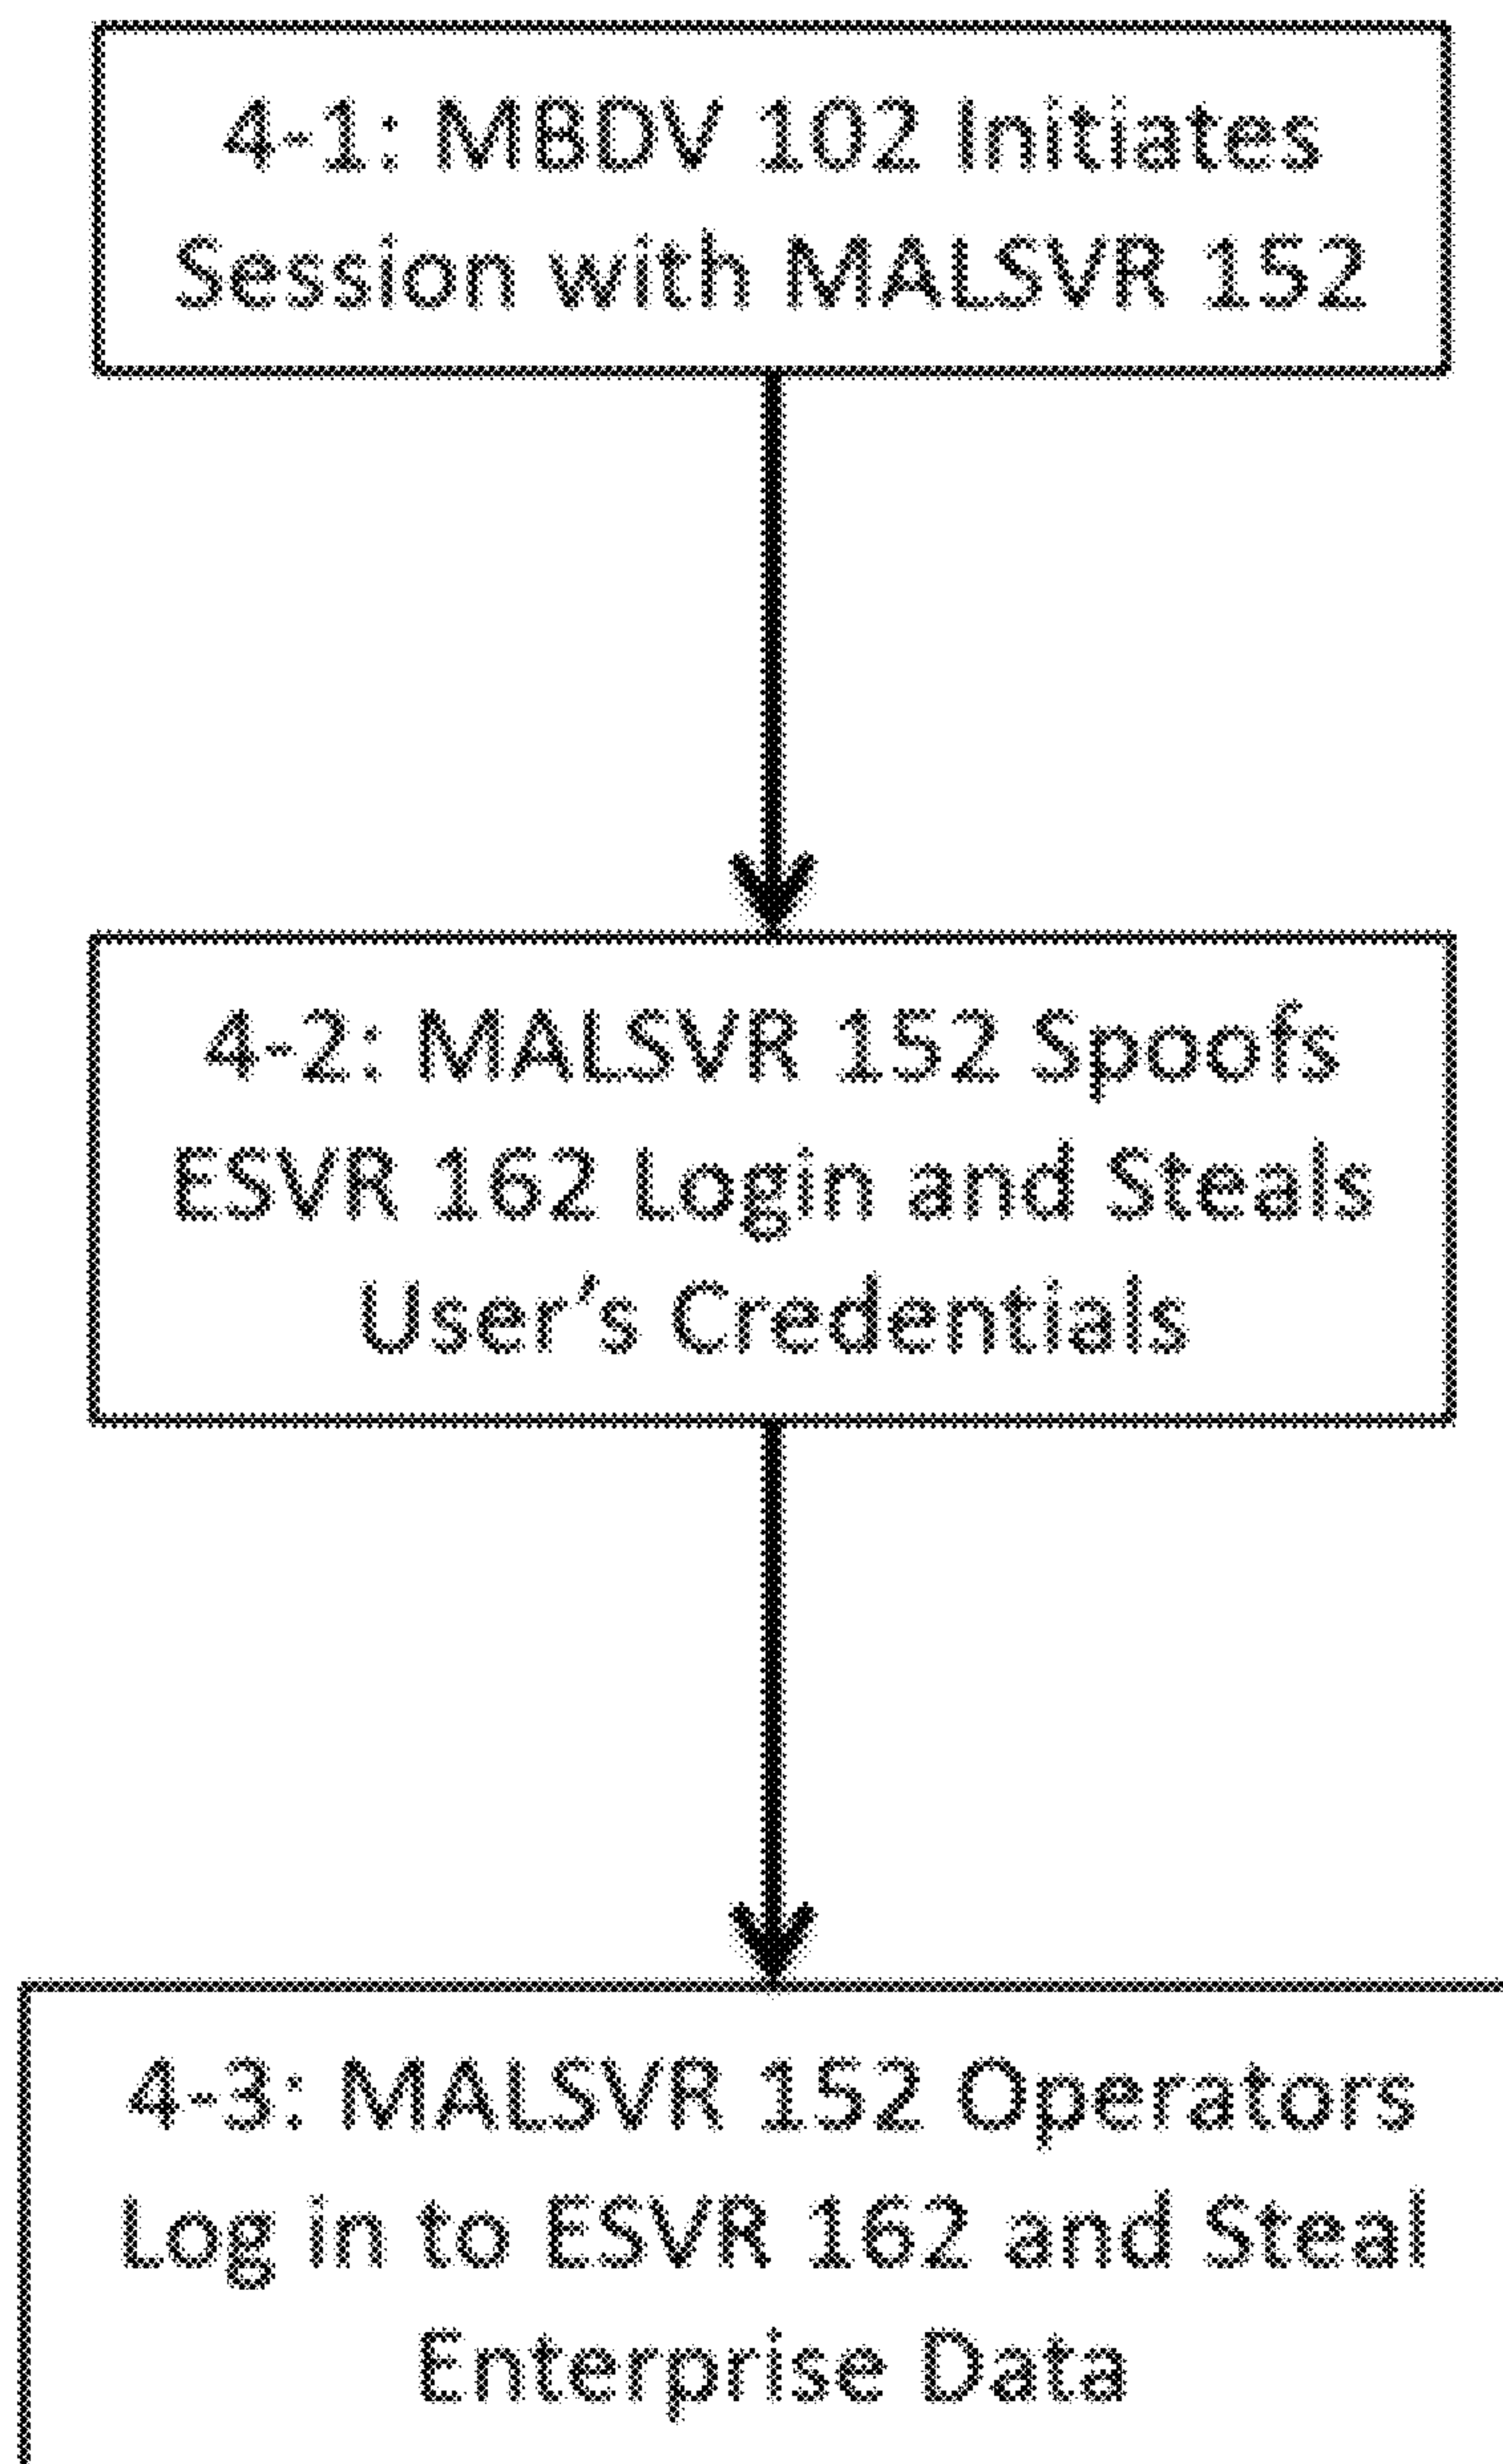 4-1: MBDV 102 Initiates
Session with MALSVR 152
4-2: MALSVR 152 Spoofs
ESVR 162 Login and Steals
User's Credentials
4-3: MALSVR 152 Operators
Log in to ESVR 162 and Steal
Enterprise Data